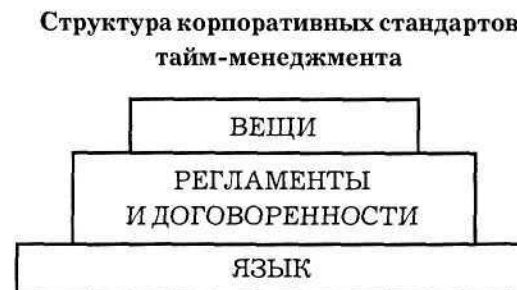 Структура корпоративных стандартов
тайм-менеджмента
ВЕЩИ
РЕГЛАМЕНТЫ
И ДОГОВОРЕННОСТИ
ЯЗЫК